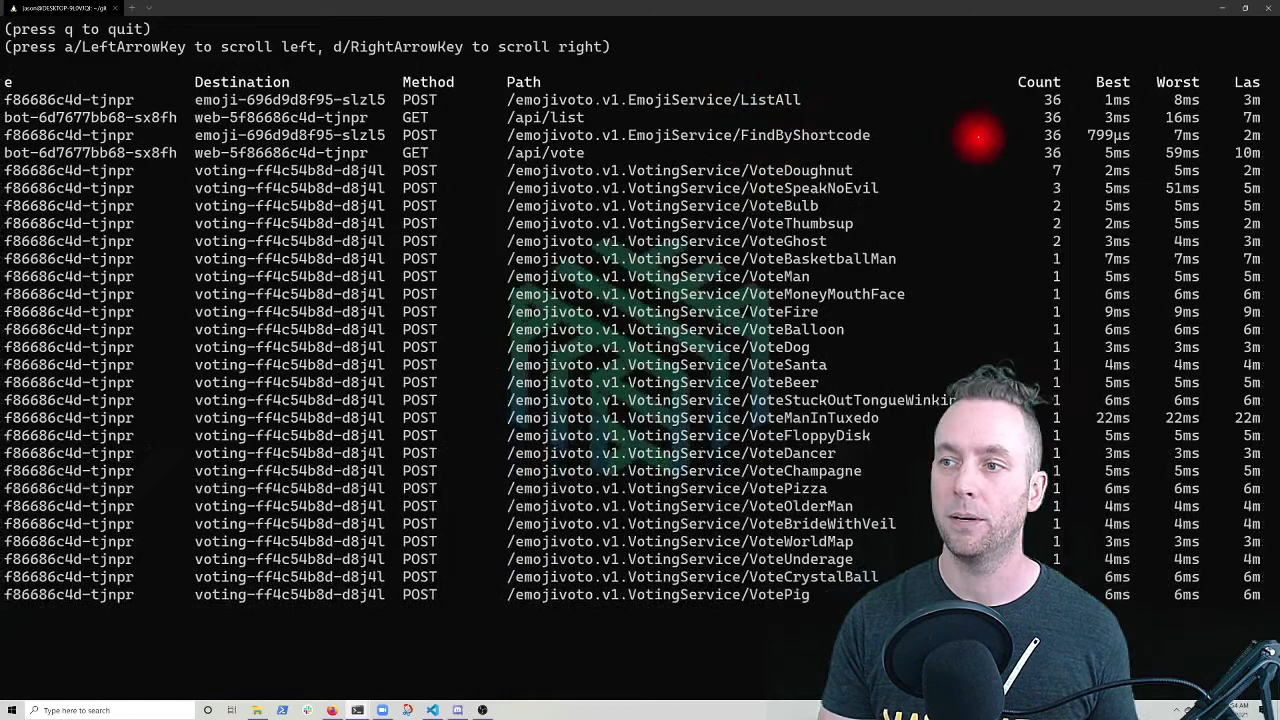 jason@DESKTOP-9L0V!Q!: ~/git
(press q to quit)
(press a/LeftArrowKey to scroll left, d/RightArrowKey to scroll right)
e Destination Method Path Count Best Worst Las
f86686c4d-tjnpr emoji-696d9d8f95-slzl5 POST /emojivoto.v1.EmojiService/ListAll 36 1ms 8ms 3m
bot-6d7677bb68-sx8fh web-5f86686c4d-tjnpr GET /api/list 36 3ms 16ms 7m
f86686c4d-tjnpr emoji-696d9d8f95-slzl5 POST /emojivoto.v1.EmojiService/FindByShortcode 36 799µs 7ms 2m
bot-6d7677bb68-sx8fh web-5f86686c4d-tjnpr GET /api/vote 36 5ms 59ms 10m
f86686c4d-tjnpr voting-ff4c54b8d-d8j4l POST /emojivoto.v1.VotingService/VoteDoughnut 7 2ms 5ms 2m
f86686c4d-tjnpr voting-ff4c54b8d-d8j4l POST /emojivoto.v1.VotingService/VoteSpeakNoEvil 3 5ms 51ms 5m
f86686c4d-tjnpr voting-ff4c54b8d-d8j4l POST /emojivoto.v1.VotingService/VoteBulb 2 5ms 5ms 5m
f86686c4d-tjnpr voting-ff4c54b8d-d8j4l POST /emojivoto.v1.VotingService/VoteThumbsup 2 2ms 5ms 2m
f86686c4d-tjnpr voting-ff4c54b8d-d8j4l POST /emojivoto.v1.VotingService/VoteGhost 2 3ms 4ms 3m
f86686c4d-tjnpr voting-ff4c54b8d-d8j4l POST /emojivoto.v1.VotingService/VoteBasketballMan 1 7ms 7ms 7m
f86686c4d-tjnpr voting-ff4c54b8d-d8j4l POST /emojivoto.v1.VotingService/VoteMan 1 5ms 5ms 5m
f86686c4d-tjnpr voting-ff4c54b8d-d8j4l POST /emojivoto.v1.VotingService/VoteMoneyMouthFace 1 6ms 6ms 6m
f86686c4d-tjnpr voting-ff4c54b8d-d8j4l POST /emojivoto.v1.VotingService/VoteFire 1 9ms 9ms 9m
f86686c4d-tjnpr voting-ff4c54b8d-d8j4l POST /emojivoto.v1.VotingService/VoteBalloon 1 6ms 6ms 6m
f86686c4d-tjnpr voting-ff4c54b8d-d8j4l POST /emojivoto.v1.VotingService/VoteDog 1 3ms 3ms 3m
f86686c4d-tjnpr voting-ff4c54b8d-d8j4l POST /emojivoto.v1.VotingService/VoteSanta 1 4ms 4ms 4m
f86686c4d-tjnpr voting-ff4c54b8d-d8j4l POST /emojivoto.v1.VotingService/VoteBeer 1 5ms 5ms 5m
f86686c4d-tjnpr voting-ff4c54b8d-d8j4l POST /emojivoto.v1.VotingService/VoteStuckOutTongueWinkin 1 6ms 6ms 6m
f86686c4d-tjnpr voting-ff4c54b8d-d8j4l POST /emojivoto.v1.VotingService/VoteManInTuxedo 1 22ms 22ms 22m
f86686c4d-tjnpr voting-ff4c54b8d-d8j4l POST /emojivoto.v1.VotingService/VoteFloppyDisk 1 5ms 5ms 5m
f86686c4d-tjnpr voting-ff4c54b8d-d8j4l POST /emojivoto.v1.VotingService/VoteDancer 1 3ms 3ms 3m
f86686c4d-tjnpr voting-ff4c54b8d-d8j4l POST /emojivoto.v1.VotingService/VoteChampagne 1 5ms 5ms 5m
f86686c4d-tjnpr voting-ff4c54b8d-d8j4l POST /emojivoto.v1.VotingService/VotePizza 1 6ms 6ms 6m
f86686c4d-tjnpr voting-ff4c54b8d-d8j4l POST /emojivoto.v1.VotingService/VoteOlderMan 1 4ms 4ms 4m
f86686c4d-tjnpr voting-ff4c54b8d-d8j4l POST /emojivoto.v1.VotingService/VoteBrideWithVeil 1 4ms 4ms 4m
f86686c4d-tjnpr voting-ff4c54b8d-d8j4l POST /emojivoto.v1.VotingService/VoteWorldMap 1 3ms 3ms 3m
f86686c4d-tjnpr voting-ff4c54b8d-d8j4l POST /emojivoto.v1.VotingService/VoteUnderage 1 4ms 4ms 4m
f86686c4d-tjnpr voting-ff4c54b8d-d8j4l POST /emojivoto.v1.VotingService/VoteCrystalBall 6ms 6ms 6m
f86686c4d-tjnpr voting-ff4c54b8d-d8j4l POST /emojivoto.v1.VotingService/VotePig 6ms 6ms 6m
Type here to search